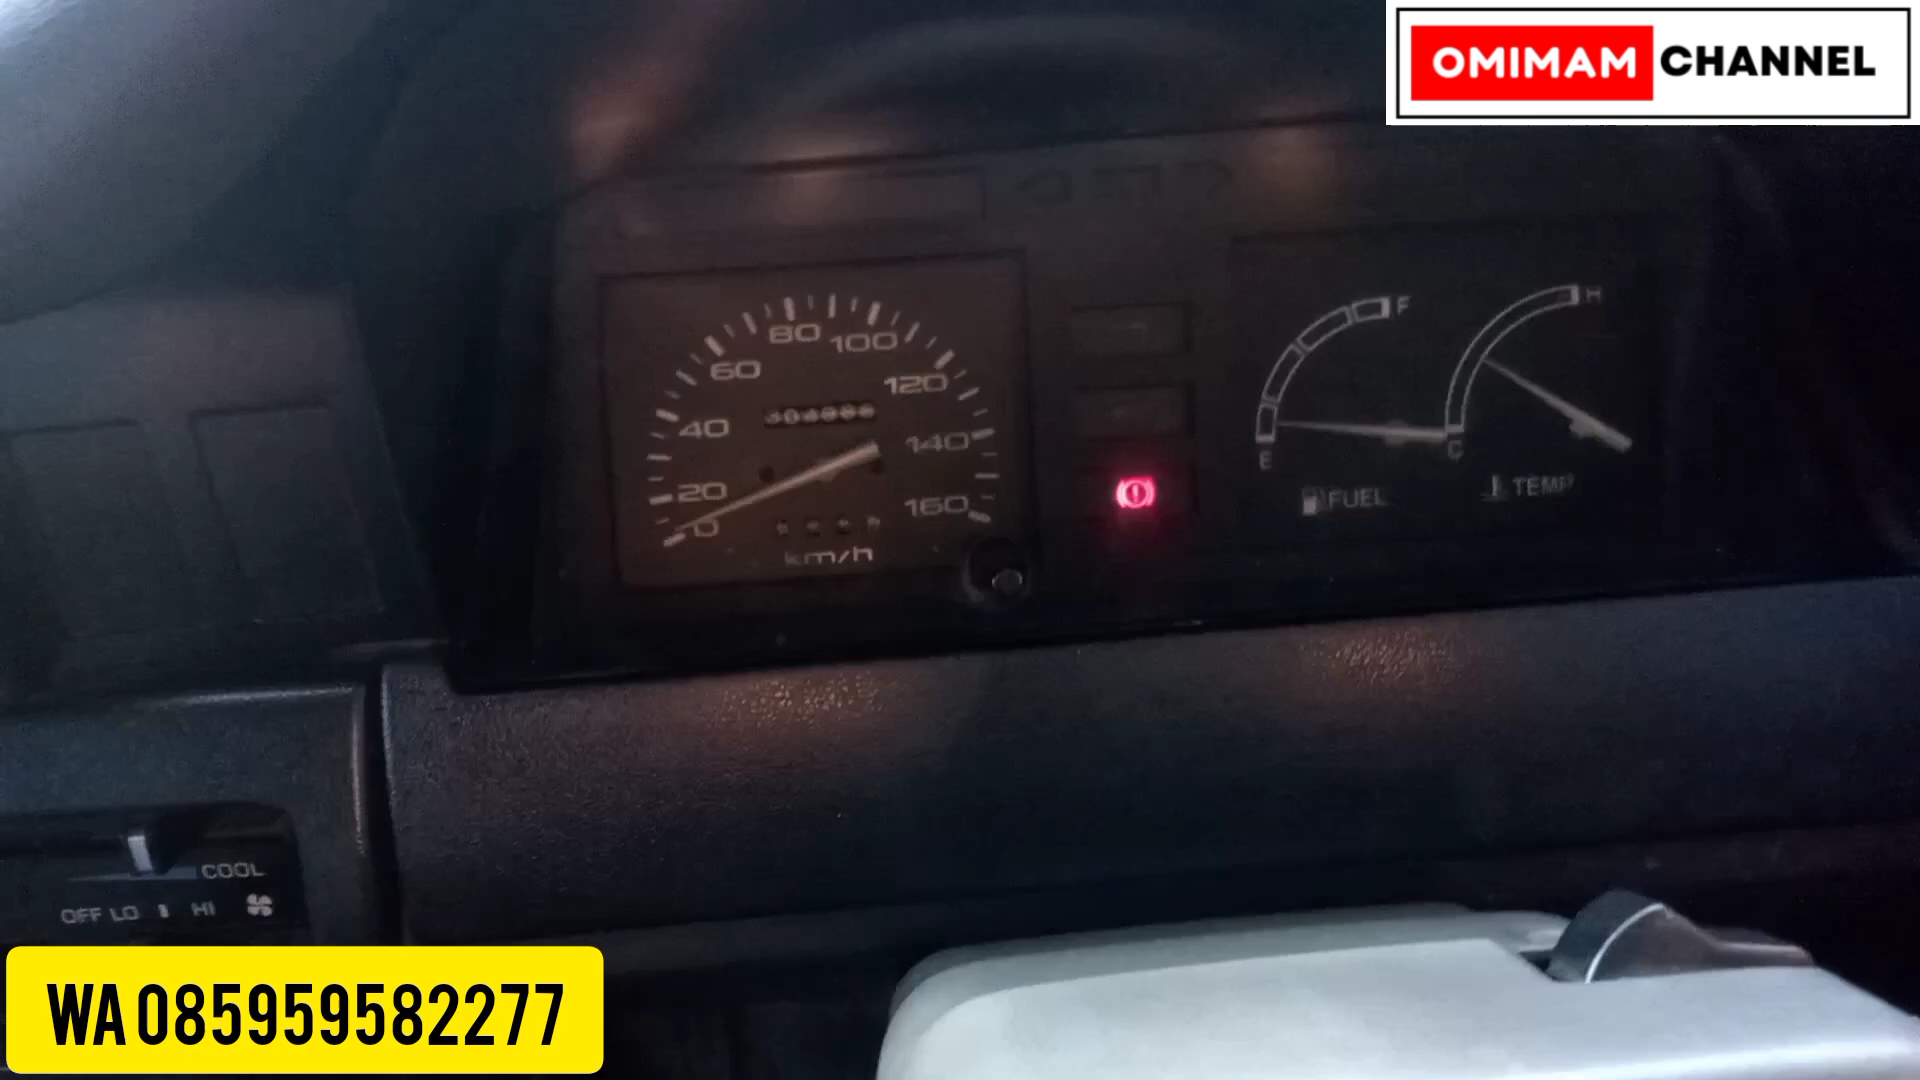 OMIMAM CHANNEL
0
20
40
60
80
100
120
140
160
km/h
E
F
FUEL
C
H
TEMP
COOL
OFF LO HI
WA 085959582277